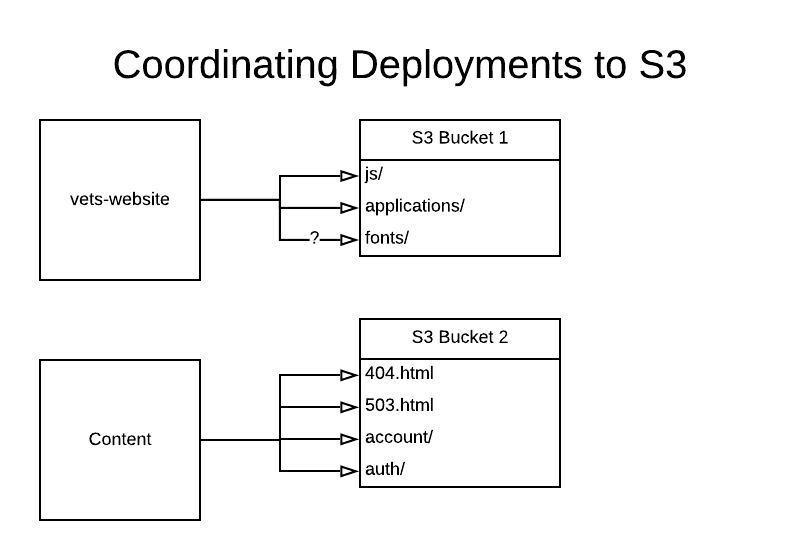 Coordinating Deployments to S3
vets-website
S3 Bucket 1
js/
applications/
?
fonts/
Content
S3 Bucket 2
404.html
503.html
account/
auth/